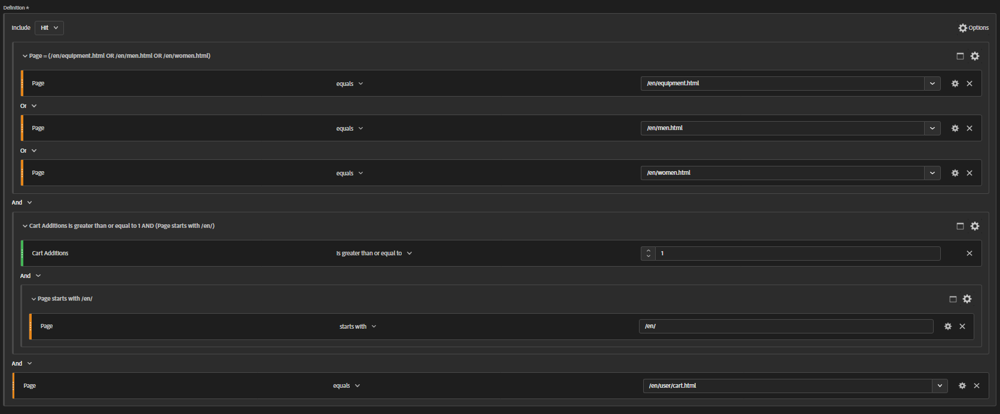 Definition *
Include Hit Options
Page = (/en/equipment.html OR /en/men.html OR /en/women.html)
Page equals /en/equipment.html
Or
Page equals /en/men.html
Or
Page equals /en/women.html
And
Cart Additions is greater than or equal to 1 AND (Page starts with /en/)
Cart Additions is greater than or equal to 1
And
Page starts with /en/
Page starts with /en/
And
Page equals /en/user/cart.html